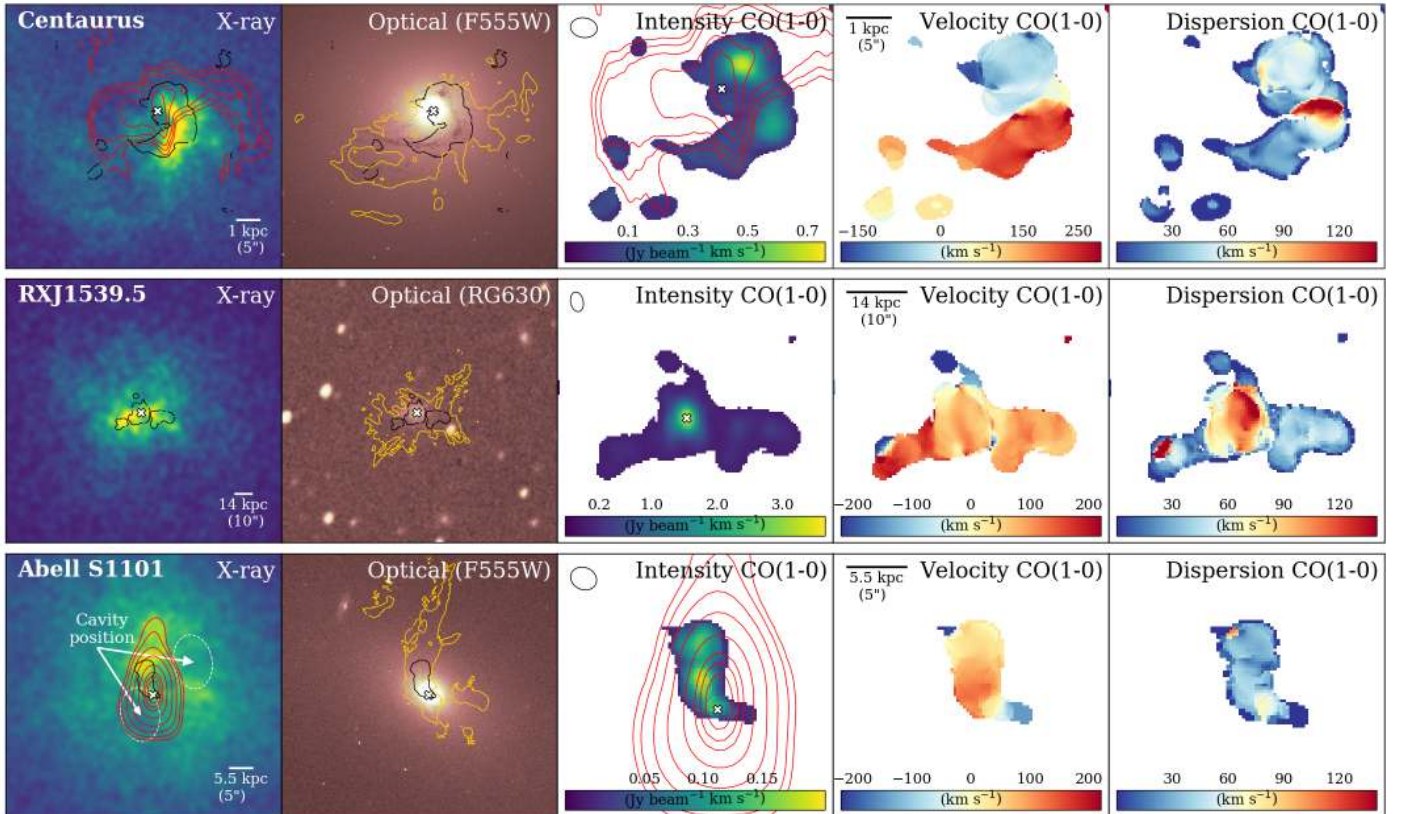 Centaurus X-ray
Optical (F555W)
Intensity CO(1-0)
Velocity CO(1-0)
Dispersion CO(1-0)
1 kpc
(5")
1 kpc
(5")
0.1 0.3 0.5 0.7
(Jy beam⁻¹ km s⁻¹)
−150 0 150 250
(km s⁻¹)
30 60 90 120
(km s⁻¹)
RXJ1539.5 X-ray
Optical (RG630)
Intensity CO(1-0)
Velocity CO(1-0)
Dispersion CO(1-0)
14 kpc
(10")
14 kpc
(10")
0.2 1.0 2.0 3.0
(Jy beam⁻¹ km s⁻¹)
−200 −100 0 100 200
(km s⁻¹)
30 60 90 120
(km s⁻¹)
Abell S1101 X-ray
Optical (F555W)
Intensity CO(1-0)
Velocity CO(1-0)
Dispersion CO(1-0)
Cavity
position
5.5 kpc
(5")
5.5 kpc
(5")
0.05 0.11 0.15
(Jy beam⁻¹ km s⁻¹)
−200 −100 0 100 200
(km s⁻¹)
30 60 90 120
(km s⁻¹)